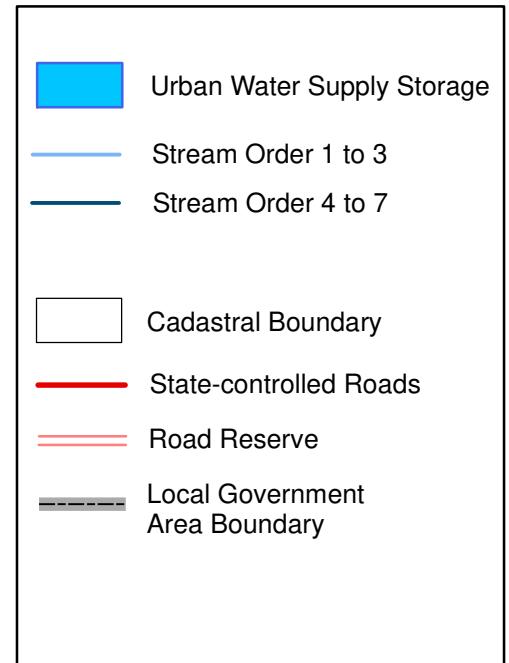 Urban Water Supply Storage
Stream Order 1 to 3
Stream Order 4 to 7
Cadastral Boundary
State-controlled Roads
Road Reserve
Local Government
Area Boundary